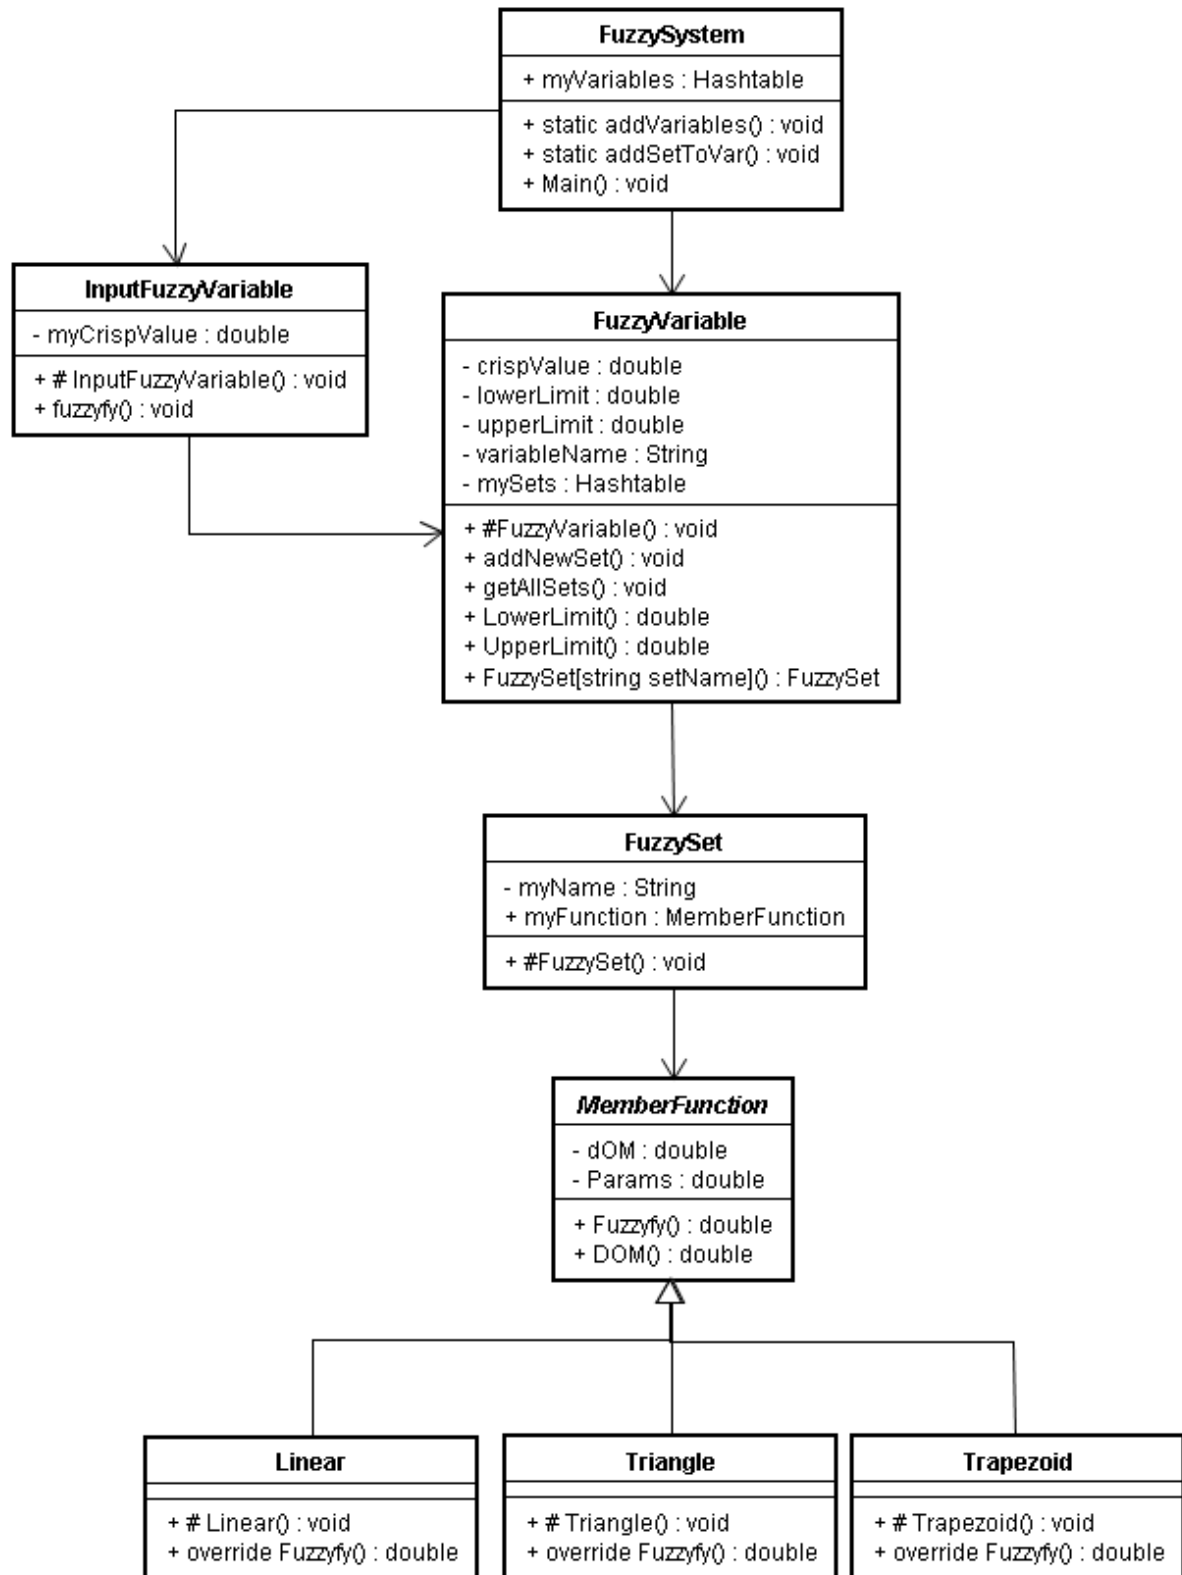 FuzzySystem
+ myVariables : Hashtable
+ static addVariables() : void
+ static addSetToVar() : void
+ Main() : void
InputFuzzyVariable
- myCrispValue : double
+ # InputFuzzyVariable() : void
+ fuzzyfy() : void
FuzzyVariable
- crispValue : double
- lowerLimit : double
- upperLimit : double
- variableName : String
- mySets : Hashtable
+ #FuzzyVariable() : void
+ addNewSet() : void
+ getAllSets() : void
+ LowerLimit() : double
+ UpperLimit() : double
+ FuzzySet[string setName]() : FuzzySet
FuzzySet
- myName : String
+ myFunction : MemberFunction
+ #FuzzySet() : void
MemberFunction
- dOM : double
- Params : double
+ Fuzzyfy() : double
+ DOM() : double
Linear
+ # Linear() : void
+ override Fuzzyfy() : double
Triangle
+ # Triangle() : void
+ override Fuzzyfy() : double
Trapezoid
+ # Trapezoid() : void
+ override Fuzzyfy() : double